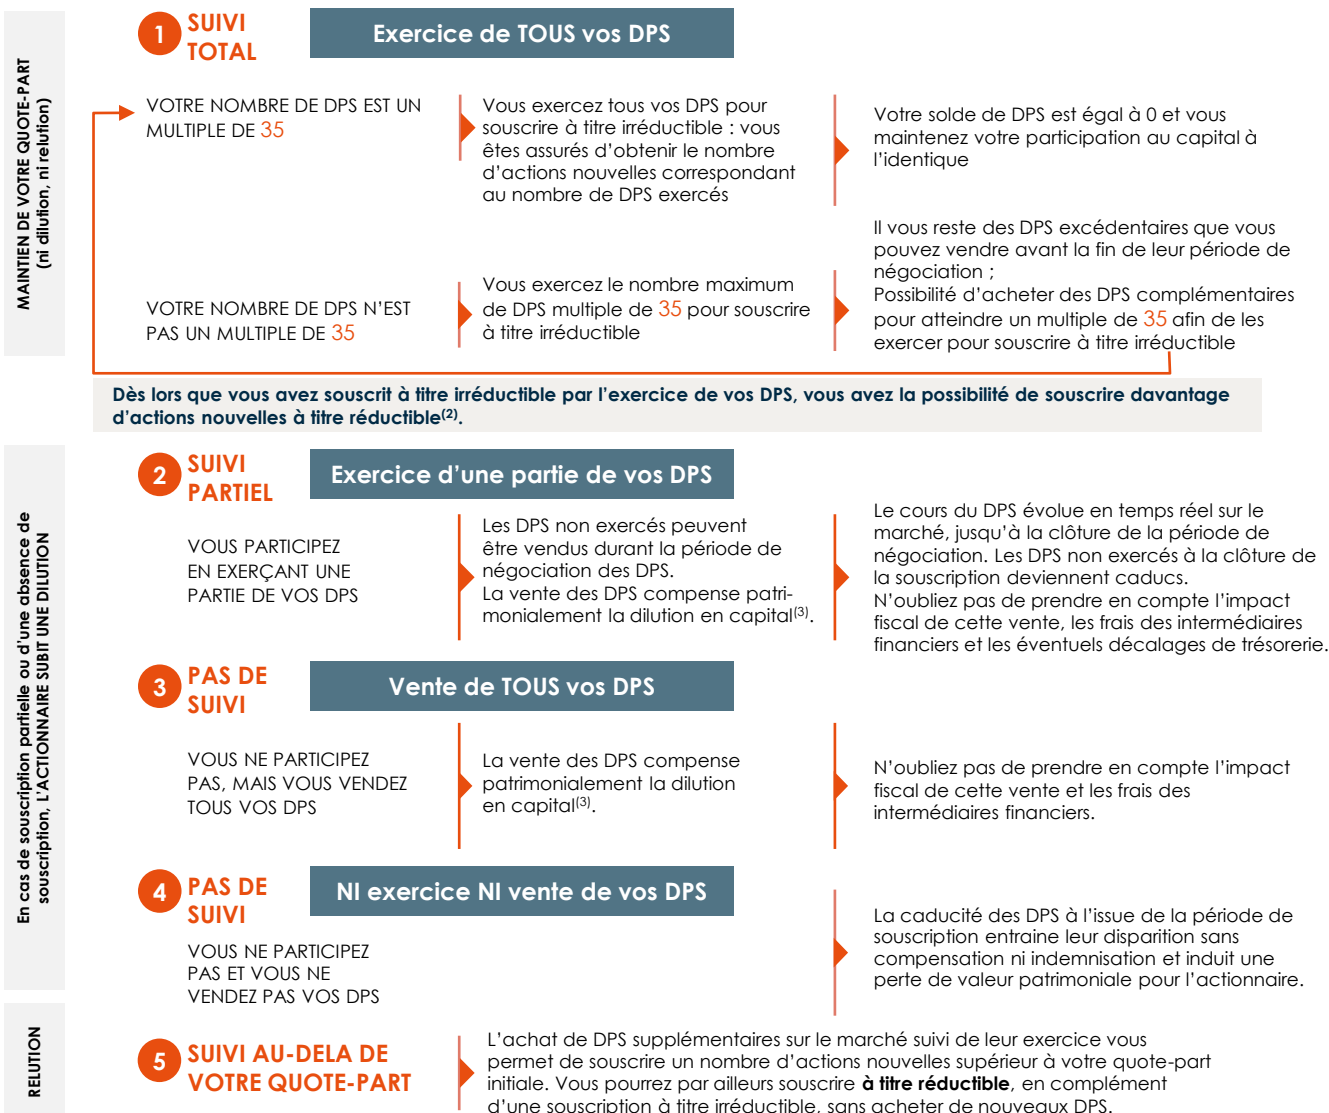 MAINTIEN DE VOTRE QUOTE-PART
(ni dilution, ni relution)
1
SUIVI
TOTAL
Exercice de TOUS vos DPS
VOTRE NOMBRE DE DPS EST UN
MULTIPLE DE 35
Vous exercez tous vos DPS pour
souscrire à titre irréductible : vous
êtes assurés d’obtenir le nombre
d’actions nouvelles correspondant
au nombre de DPS exercés
Votre solde de DPS est égal à 0 et vous
maintenez votre participation au capital à
l’identique
VOTRE NOMBRE DE DPS N’EST
PAS UN MULTIPLE DE 35
Vous exercez le nombre maximum
de DPS multiple de 35 pour souscrire
à titre irréductible
Il vous reste des DPS excédentaires que vous
pouvez vendre avant la fin de leur période de
négociation ;
Possibilité d’acheter des DPS complémentaires
pour atteindre un multiple de 35 afin de les
exercer pour souscrire à titre irréductible
Dès lors que vous avez souscrit à titre irréductible par l’exercice de vos DPS, vous avez la possibilité de souscrire davantage
d’actions nouvelles à titre réductible(2).
En cas de souscription partielle ou d’une absence de
souscription, L’ACTIONNAIRE SUBIT UNE DILUTION
2
SUIVI
PARTIEL
Exercice d’une partie de vos DPS
VOUS PARTICIPEZ
EN EXERÇANT UNE
PARTIE DE VOS DPS
Les DPS non exercés peuvent
être vendus durant la période de
négociation des DPS.
La vente des DPS compense patri-
monialement la dilution en capital(3).
Le cours du DPS évolue en temps réel sur le
marché, jusqu’à la clôture de la période de
négociation. Les DPS non exercés à la clôture de
la souscription deviennent caducs.
N’oubliez pas de prendre en compte l’impact
fiscal de cette vente, les frais des intermédiaires
financiers et les éventuels décalages de trésorerie.
3
PAS DE
SUIVI
Vente de TOUS vos DPS
VOUS NE PARTICIPEZ
PAS, MAIS VOUS VENDEZ
TOUS VOS DPS
La vente des DPS compense
patrimonialement la dilution
en capital(3).
N’oubliez pas de prendre en compte l’impact
fiscal de cette vente et les frais des
intermédiaires financiers.
4
PAS DE
SUIVI
NI exercice NI vente de vos DPS
VOUS NE PARTICIPEZ
PAS ET VOUS NE
VENDEZ PAS VOS DPS
La caducité des DPS à l’issue de la période de
souscription entraine leur disparition sans
compensation ni indemnisation et induit une
perte de valeur patrimoniale pour l’actionnaire.
RELUTION
5
SUIVI AU-DELA DE
VOTRE QUOTE-PART
L’achat de DPS supplémentaires sur le marché suivi de leur exercice vous
permet de souscrire un nombre d’actions nouvelles supérieur à votre quote-part
initiale. Vous pourrez par ailleurs souscrire à titre réductible, en complément
d’une souscription à titre irréductible, sans acheter de nouveaux DPS.